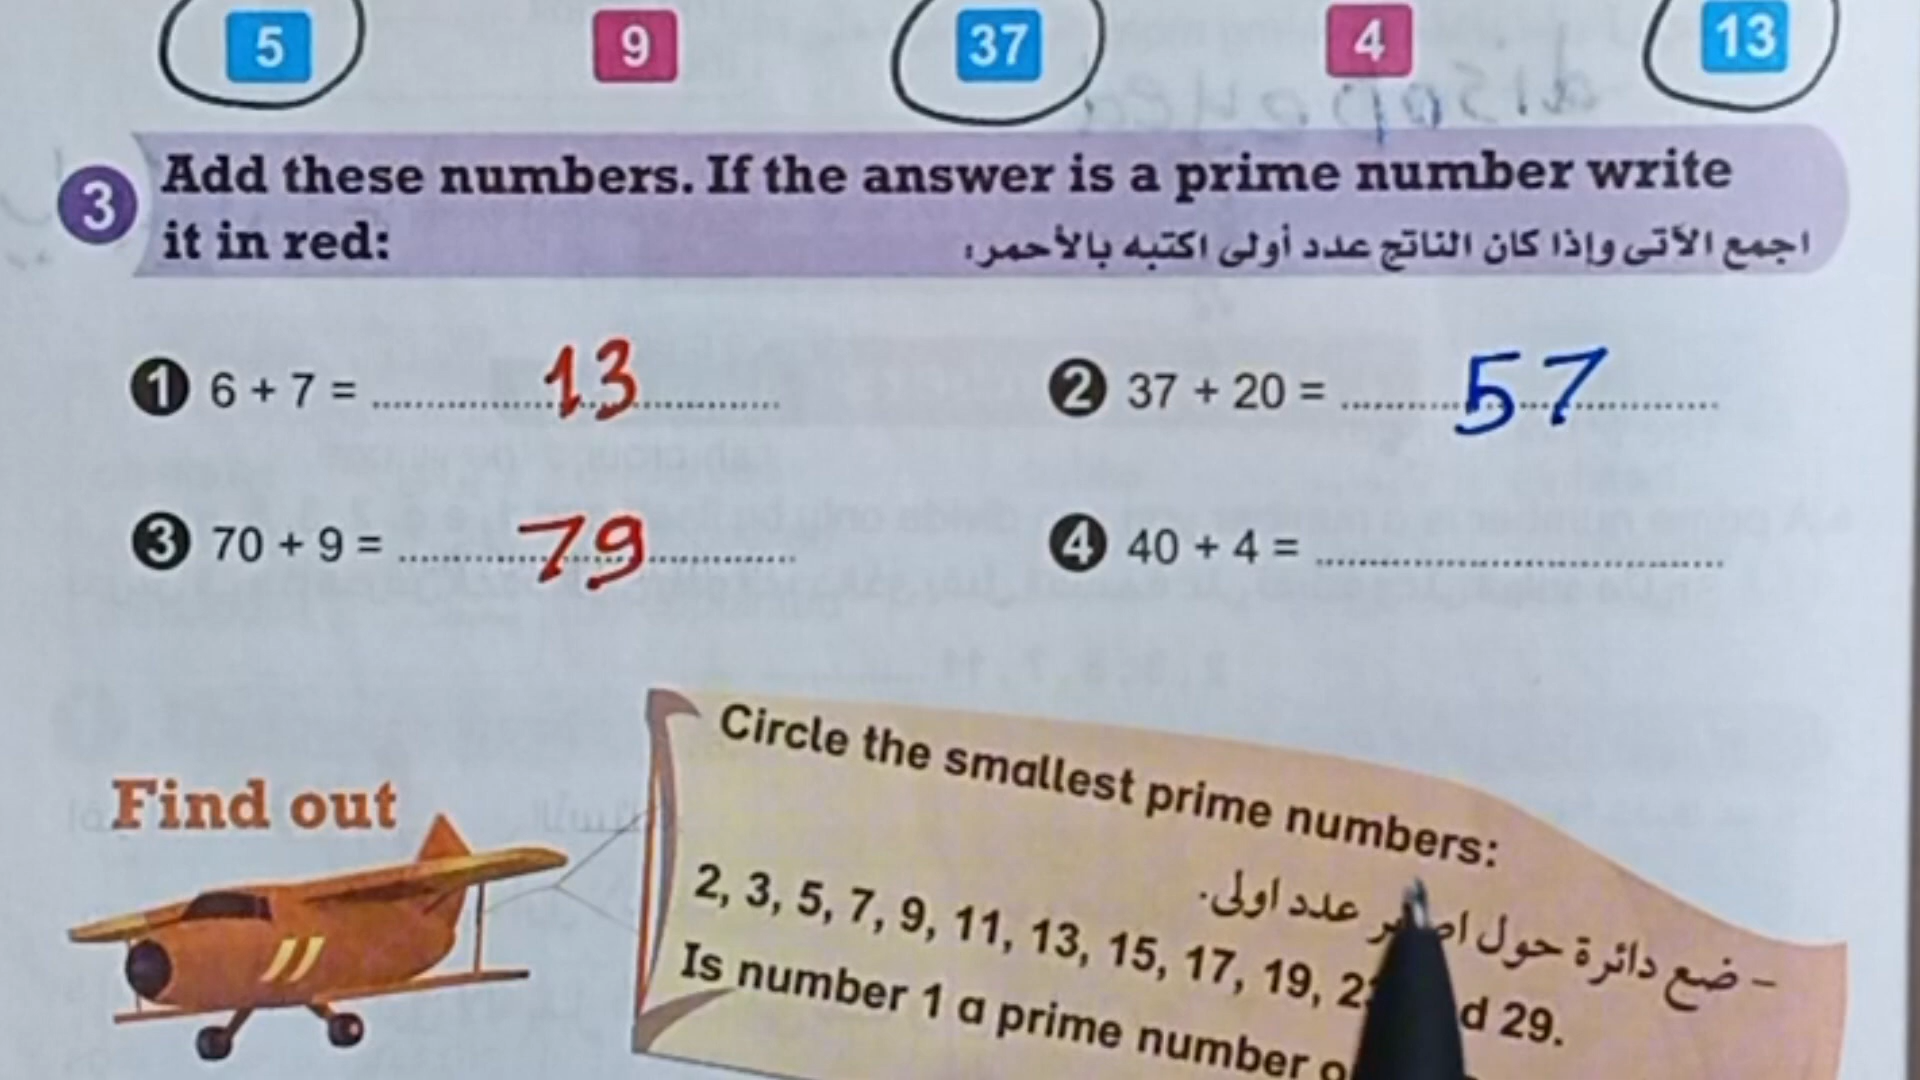 5 9 37 4 13
3 Add these numbers. If the answer is a prime number write
it in red:
اجمع الآتى وإذا كان الناتج عدد أولى اكتبه بالأحمر:
1 6 + 7 = 13
2 37 + 20 = 57
3 70 + 9 = 79
4 40 + 4 =
Find out
Circle the smallest prime numbers:
- ضع دائرة حول عدد اولى.
2, 3, 5, 7, 9, 11, 13, 15, 17, 19, 29.
Is number 1 a prime number